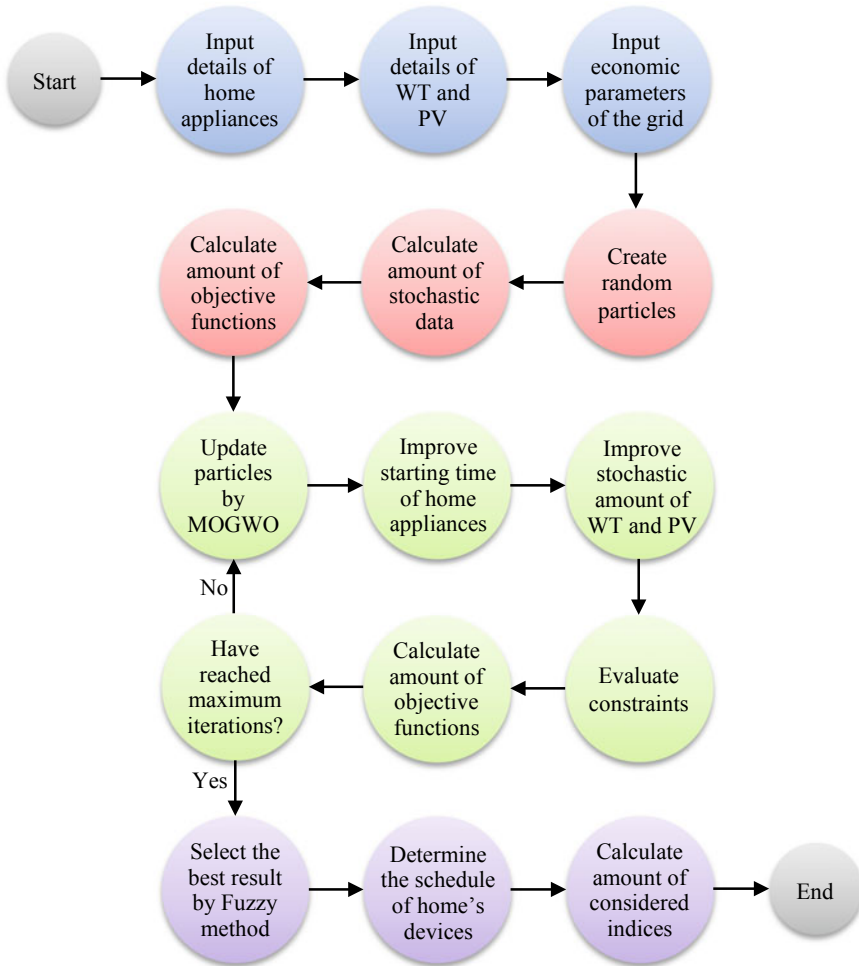 Start
Input
details of
home
appliances
Input
details of
WT and
PV
Input
economic
parameters
of the grid
Create
random
particles
Calculate
amount of
stochastic
data
Calculate
amount of
objective
functions
Update
particles
by
MOGWO
Improve
starting time
of home
appliances
Improve
stochastic
amount of
WT and PV
Evaluate
constraints
Calculate
amount of
objective
functions
Have
reached
maximum
iterations?
No
Yes
Select the
best result
by Fuzzy
method
Determine
the schedule
of home’s
devices
Calculate
amount of
considered
indices
End